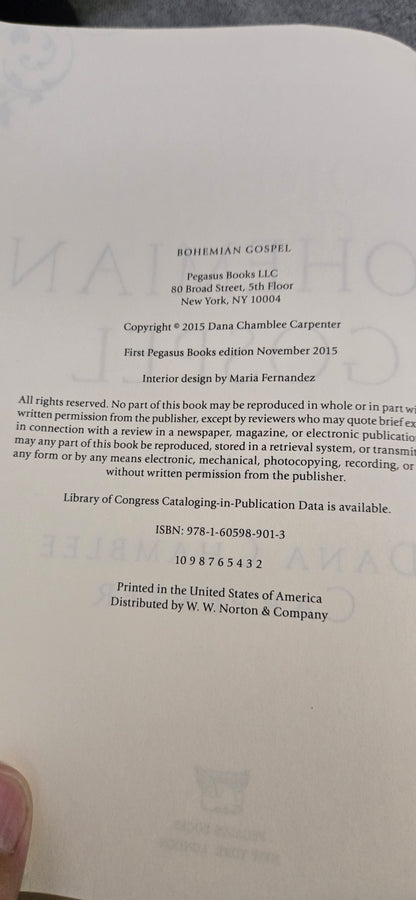 BOHEMIAN GOSPEL
Pegasus Books LLC
80 Broad Street, 5th Floor
New York, NY 10004
Copyright © 2015 Dana Chamblee Carpenter
First Pegasus Books edition November 2015
Interior design by Maria Fernandez
All rights reserved. No part of this book may be reproduced in whole or in part wi
written permission from the publisher, except by reviewers who may quote brief ex
in connection with a review in a newspaper, magazine, or electronic publicatio
may any part of this book be reproduced, stored in a retrieval system, or transmit
any form or by any means electronic, mechanical, photocopying, recording, or
without written permission from the publisher.
Library of Congress Cataloging-in-Publication Data is available.
ISBN: 978-1-60598-901-3
10 9 8 7 6 5 4 3 2
Printed in the United States of America
Distributed by W. W. Norton & Company